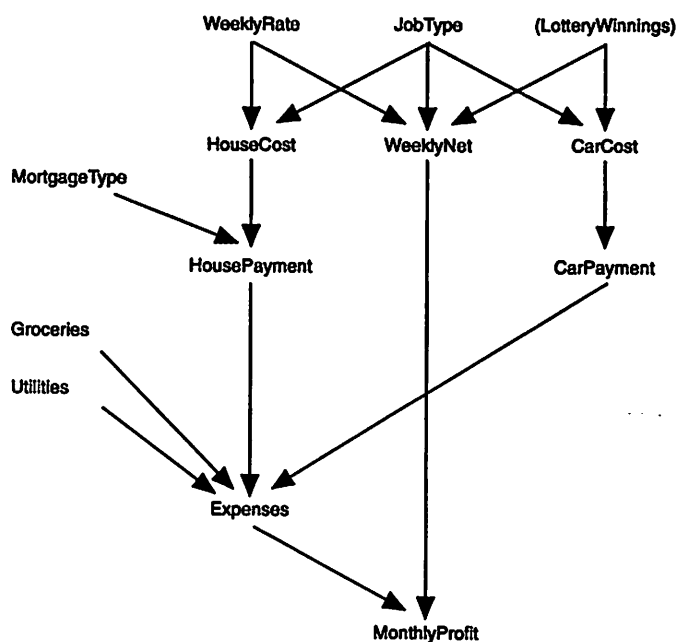 WeeklyRate JobType (LotteryWinnings)
HouseCost WeeklyNet CarCost
MortgageType
HousePayment CarPayment
Groceries
Utilities
Expenses
MonthlyProfit